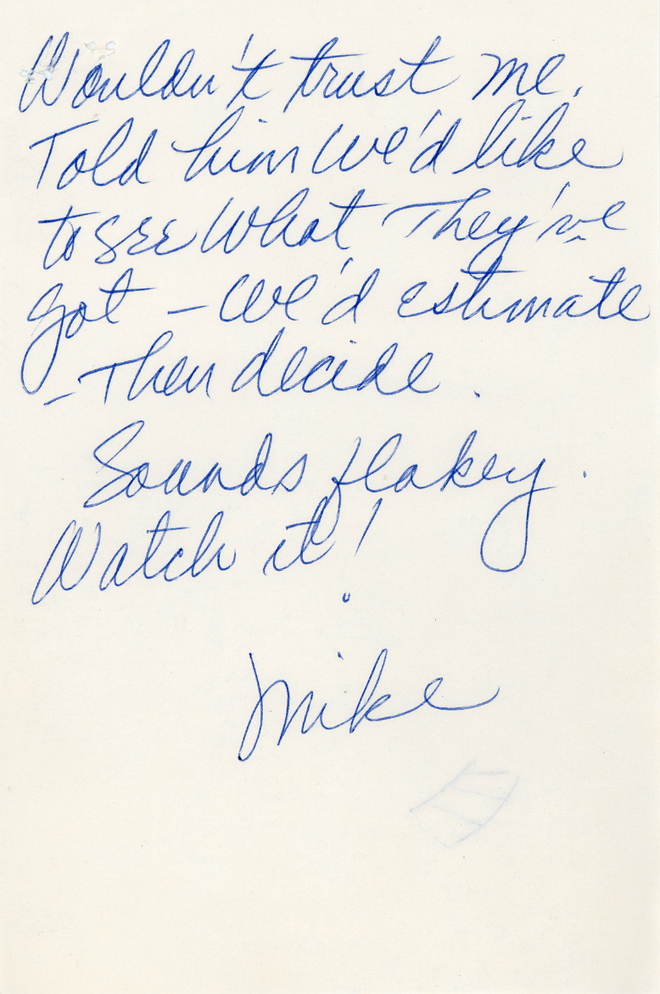 Wouldn't trust me.
Told him we'd like
to see what They've
got — we'd estimate
- Then decide.
Sounds flakey.
Watch it!
Mike